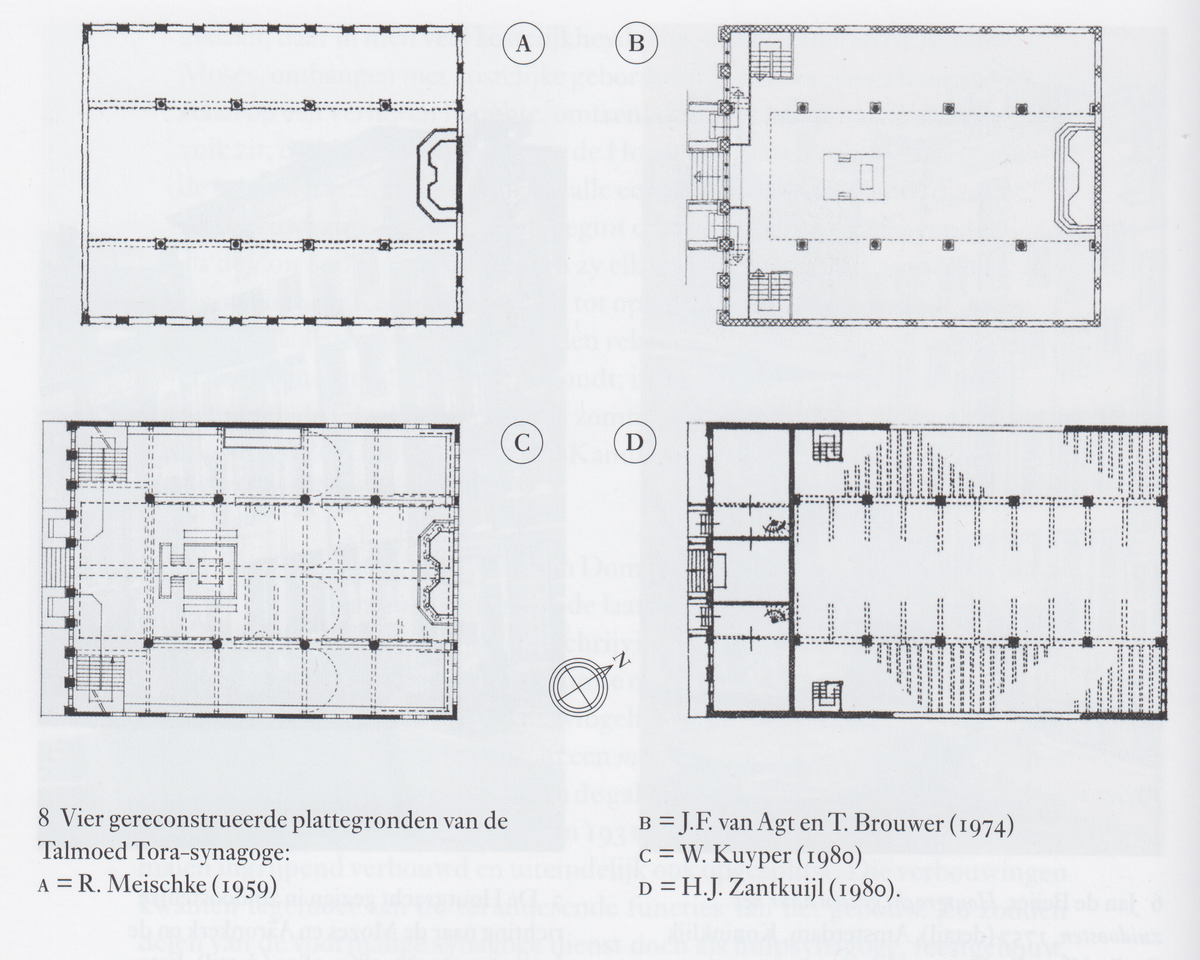 A
B
C
D
N
8 Vier gereconstrueerde plattegronden van de
Talmoed Tora-synagoge:
A = R. Meischke (1959)
B = J.F. van Agt en T. Brouwer (1974)
C = W. Kuyper (1980)
D = H.J. Zantkuijl (1980).